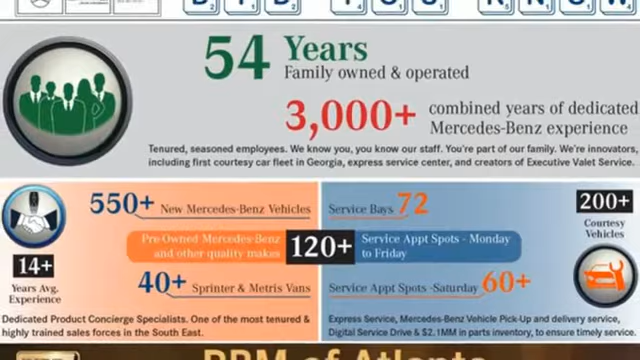 DID YOU KNOW
54 Years
Family owned & operated
3,000+ combined years of dedicated
Mercedes-Benz experience
Tenured, seasoned employees. We know you, you know our staff. You're part of our family. We're innovators,
including first courtesy car fleet in Georgia, express service center, and creators of Executive Valet Service.
550+ New Mercedes-Benz Vehicles
Pre-Owned Mercedes-Benz
and other quality makes
120+
40+ Sprinter & Metris Vans
14+
Years Avg.
Experience
Dedicated Product Concierge Specialists. One of the most tenured &
highly trained sales forces in the South East.
Service Bays 72
Service Appt Spots - Monday
to Friday
Service Appt Spots -Saturday 60+
200+
Courtesy
Vehicles
Express Service, Mercedes-Benz Vehicle Pick-Up and delivery service,
Digital Service Drive & $2.1MM in parts inventory, to ensure timely service.
RBM of Atlanta